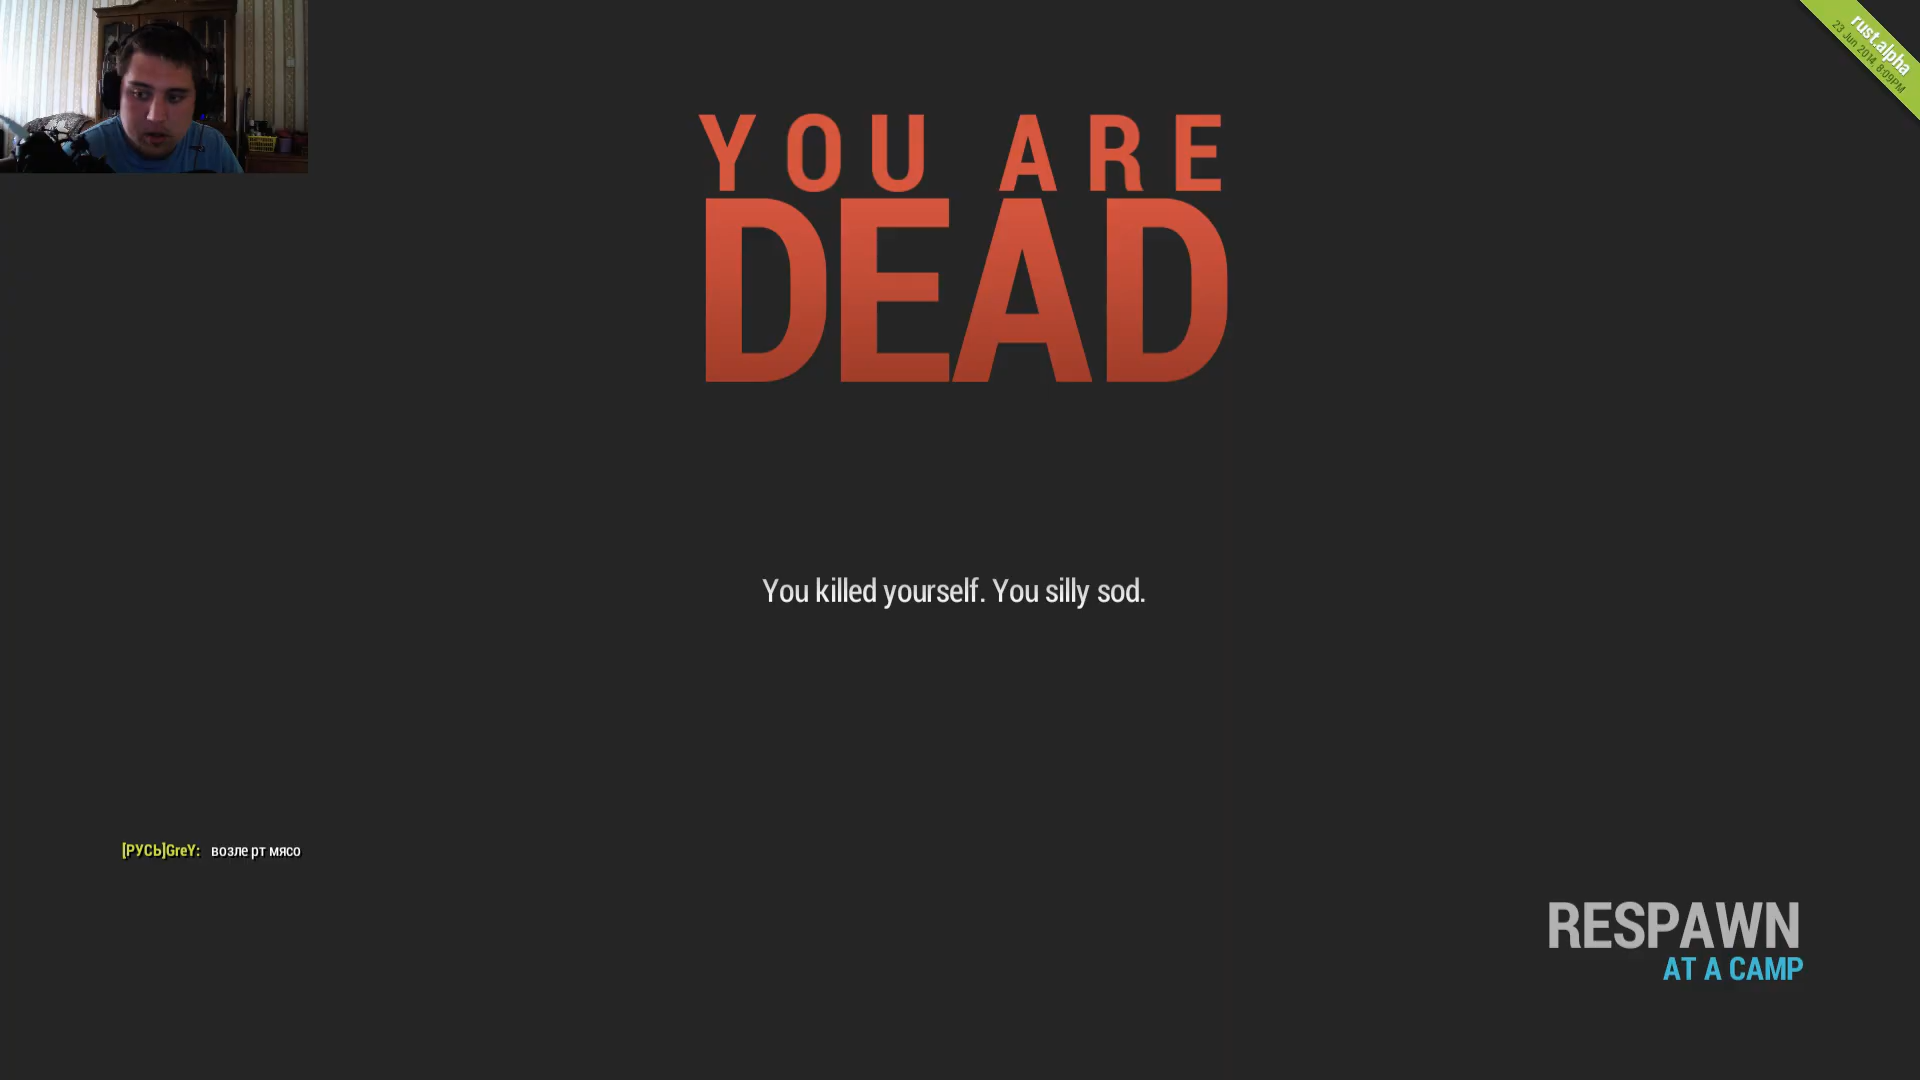 rust.alpha
23 Jun 2014, 8:09PM
YOU ARE
DEAD
You killed yourself. You silly sod.
[РУСЬ]GreY: возле рт мясо
RESPAWN
AT A CAMP